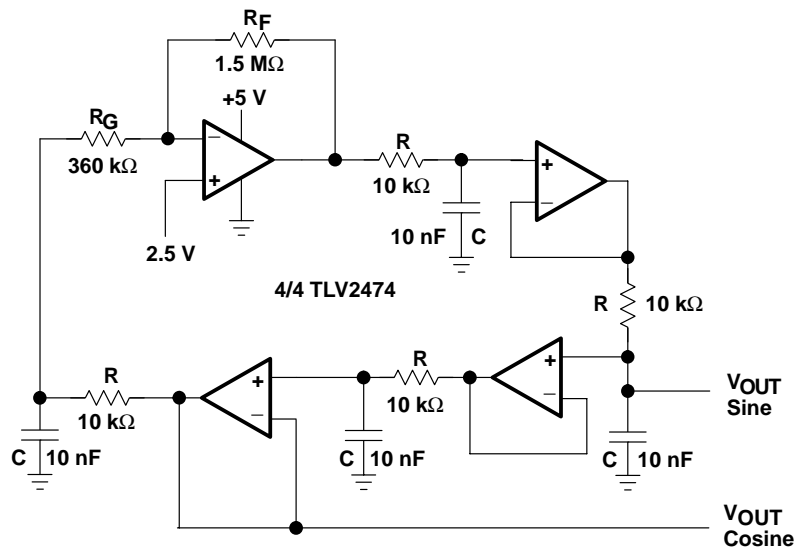 RF
1.5 MΩ
+5 V
RG
360 kΩ
−
+
2.5 V
R
10 kΩ
10 nF C
+
−
4/4 TLV2474
R 10 kΩ
R
10 kΩ
C 10 nF
+
−
R
10 kΩ
C 10 nF
+
−
C 10 nF
VOUT
Sine
VOUT
Cosine